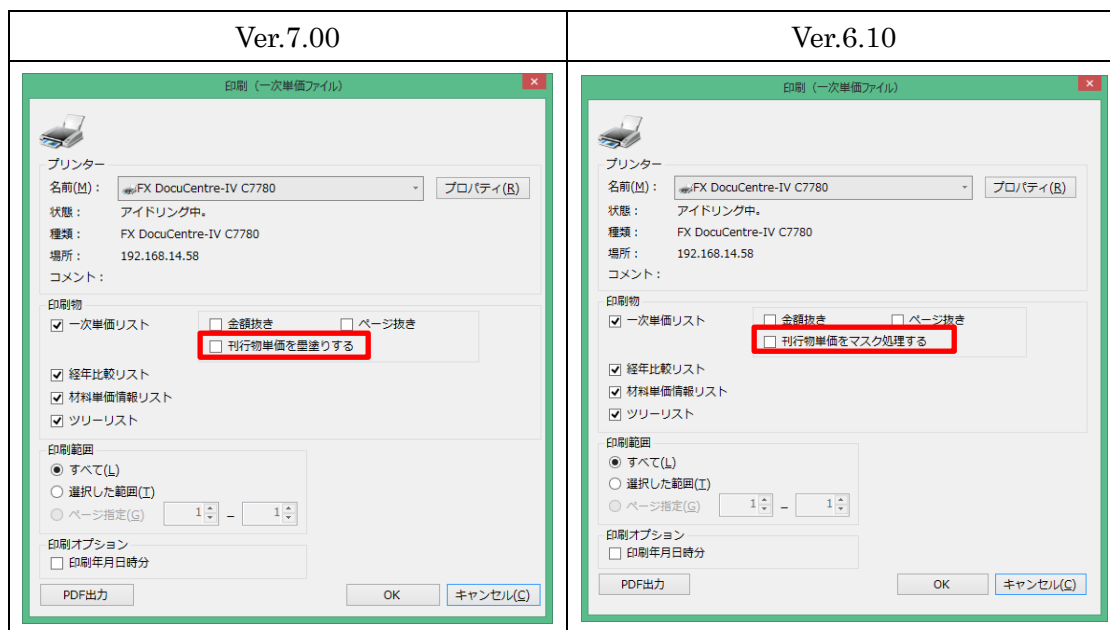 Ver.7.00
Ver.6.10
印刷（一次単価ファイル）
プリンター
名前(M)：
FX DocuCentre-IV C7780
プロパティ(R)
状態：
アイドリング中。
種類：
FX DocuCentre-IV C7780
場所：
192.168.14.58
コメント：
印刷物
一次単価リスト
金額抜き
ページ抜き
刊行物単価を墨塗りする
経年比較リスト
材料単価情報リスト
ツリーリスト
印刷範囲
すべて(L)
選択した範囲(T)
ページ指定(G)
1 – 1
印刷オプション
印刷年月日時分
PDF出力
OK
キャンセル(C)
印刷（一次単価ファイル）
プリンター
名前(M)：
FX DocuCentre-IV C7780
プロパティ(R)
状態：
アイドリング中。
種類：
FX DocuCentre-IV C7780
場所：
192.168.14.58
コメント：
印刷物
一次単価リスト
金額抜き
ページ抜き
刊行物単価をマスク処理する
経年比較リスト
材料単価情報リスト
ツリーリスト
印刷範囲
すべて(L)
選択した範囲(T)
ページ指定(G)
1 – 1
印刷オプション
印刷年月日時分
PDF出力
OK
キャンセル(C)